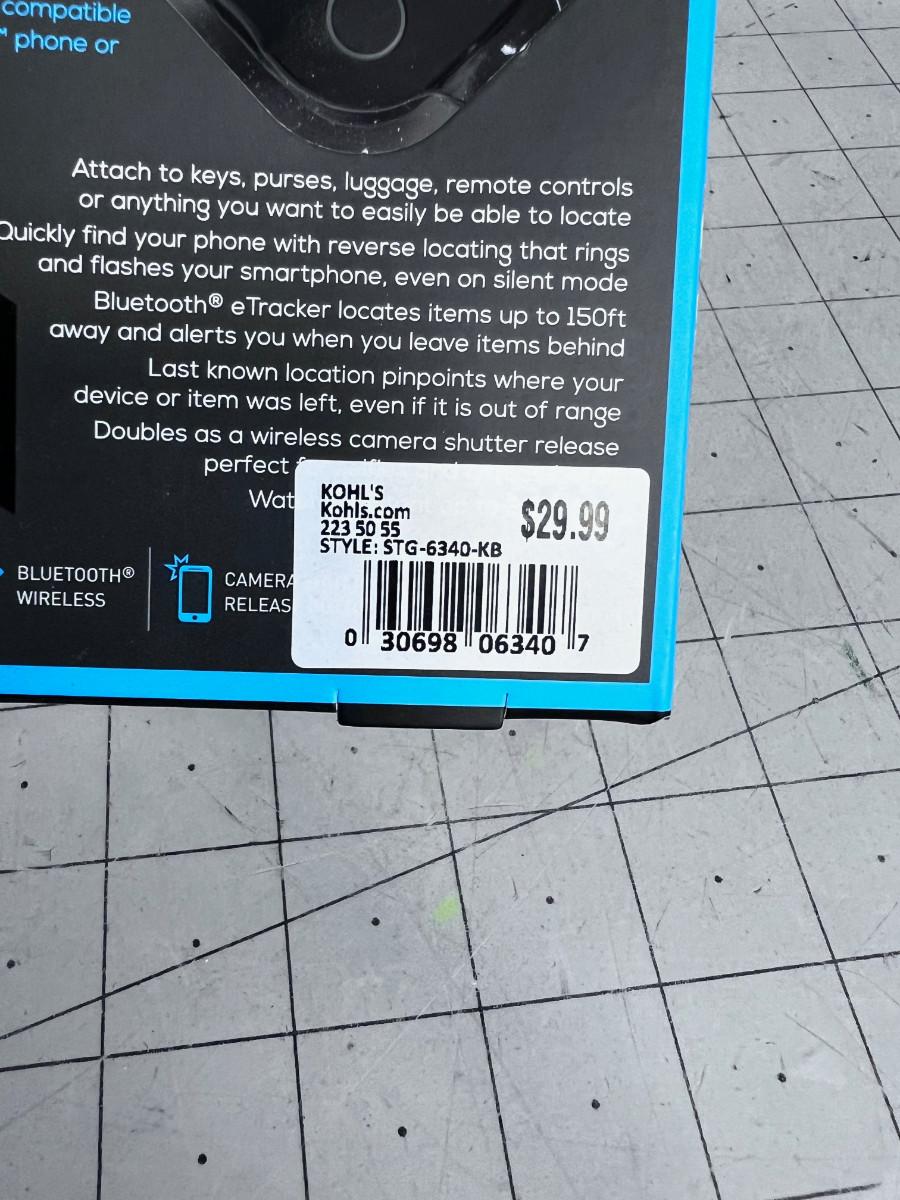 compatible
™ phone or
Attach to keys, purses, luggage, remote controls
or anything you want to easily be able to locate
Quickly find your phone with reverse locating that rings
and flashes your smartphone, even on silent mode
Bluetooth® eTracker locates items up to 150ft
away and alerts you when you leave items behind
Last known location pinpoints where your
device or item was left, even if it is out of range
Doubles as a wireless camera shutter release
perfect
Wat
KOHL'S
Kohls.com
$29.99
223 50 55
STYLE: STG-6340-KB
0 30698 06340 7
BLUETOOTH®
WIRELESS
CAMERA
RELEAS